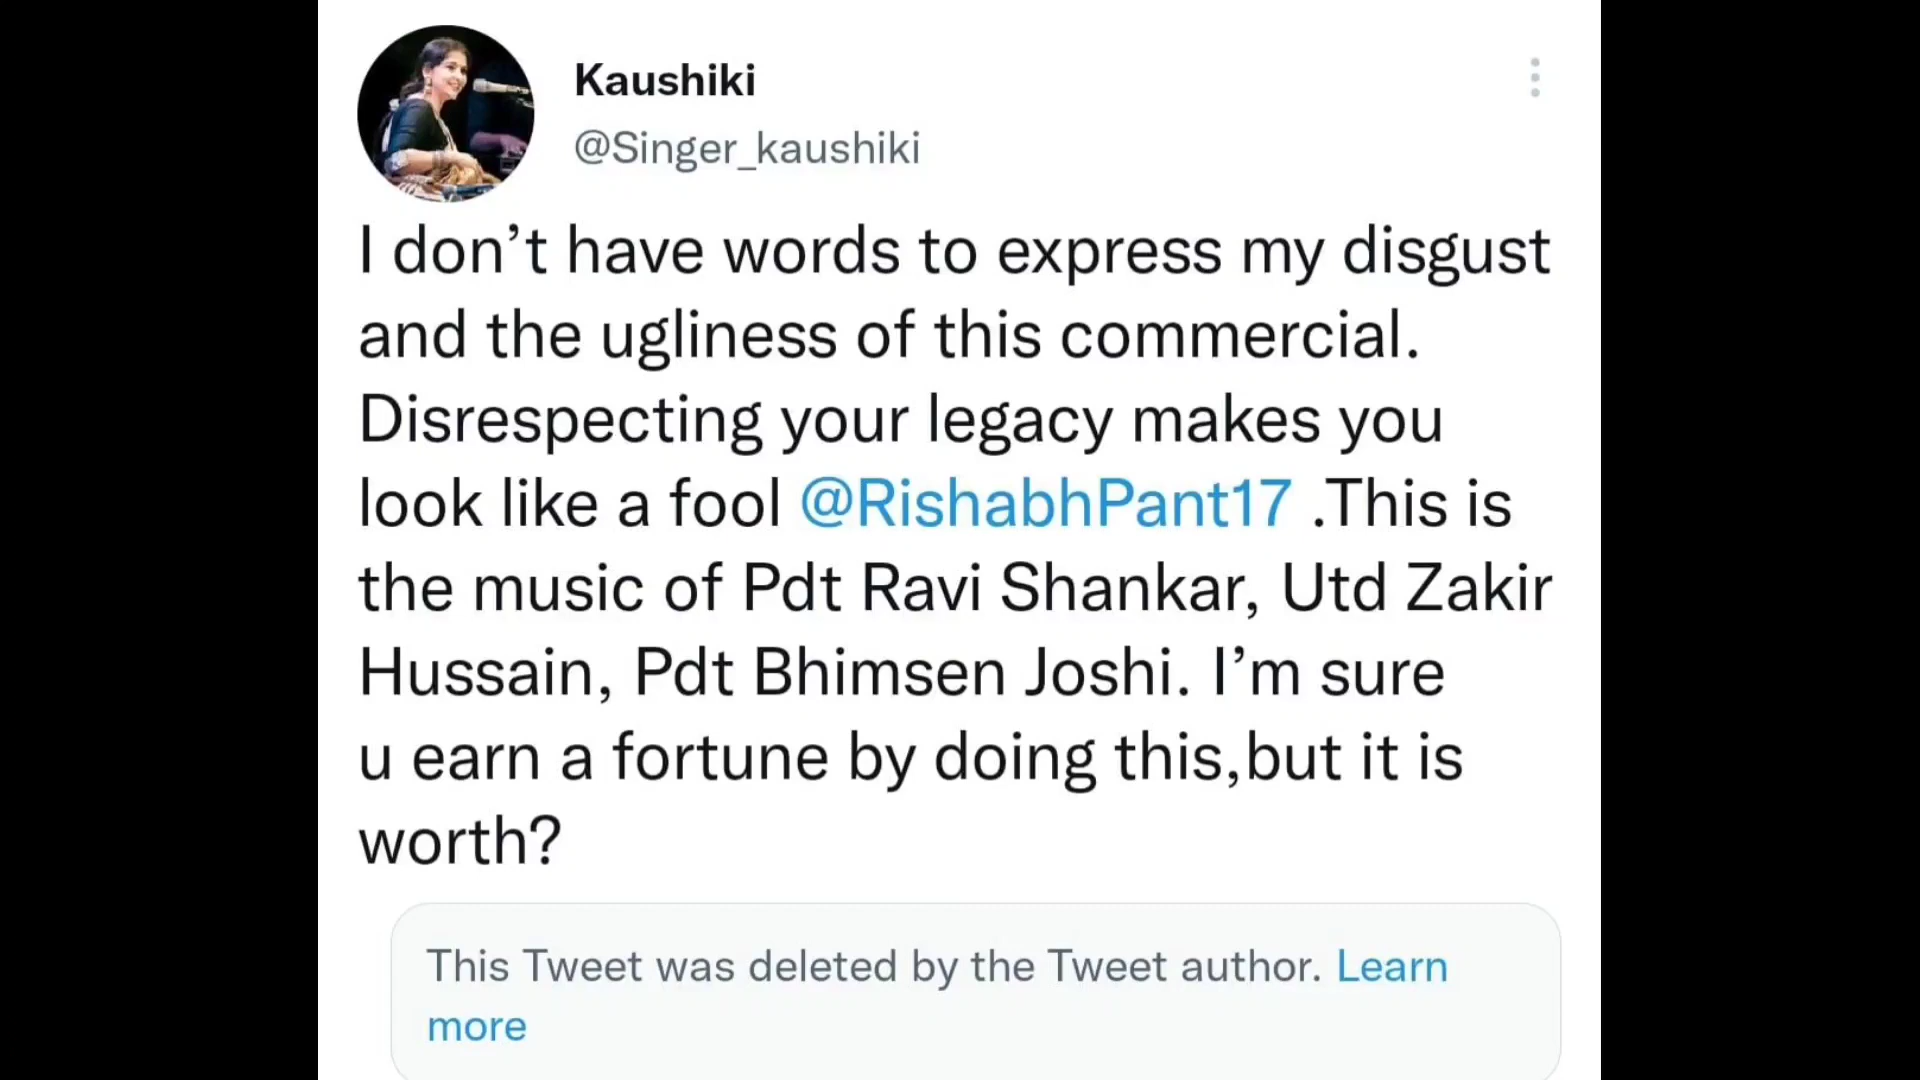 Kaushiki
@Singer_kaushiki
I don’t have words to express my disgust
and the ugliness of this commercial.
Disrespecting your legacy makes you
look like a fool @RishabhPant17 .This is
the music of Pdt Ravi Shankar, Utd Zakir
Hussain, Pdt Bhimsen Joshi. I’m sure
u earn a fortune by doing this,but it is
worth?
This Tweet was deleted by the Tweet author. Learn
more